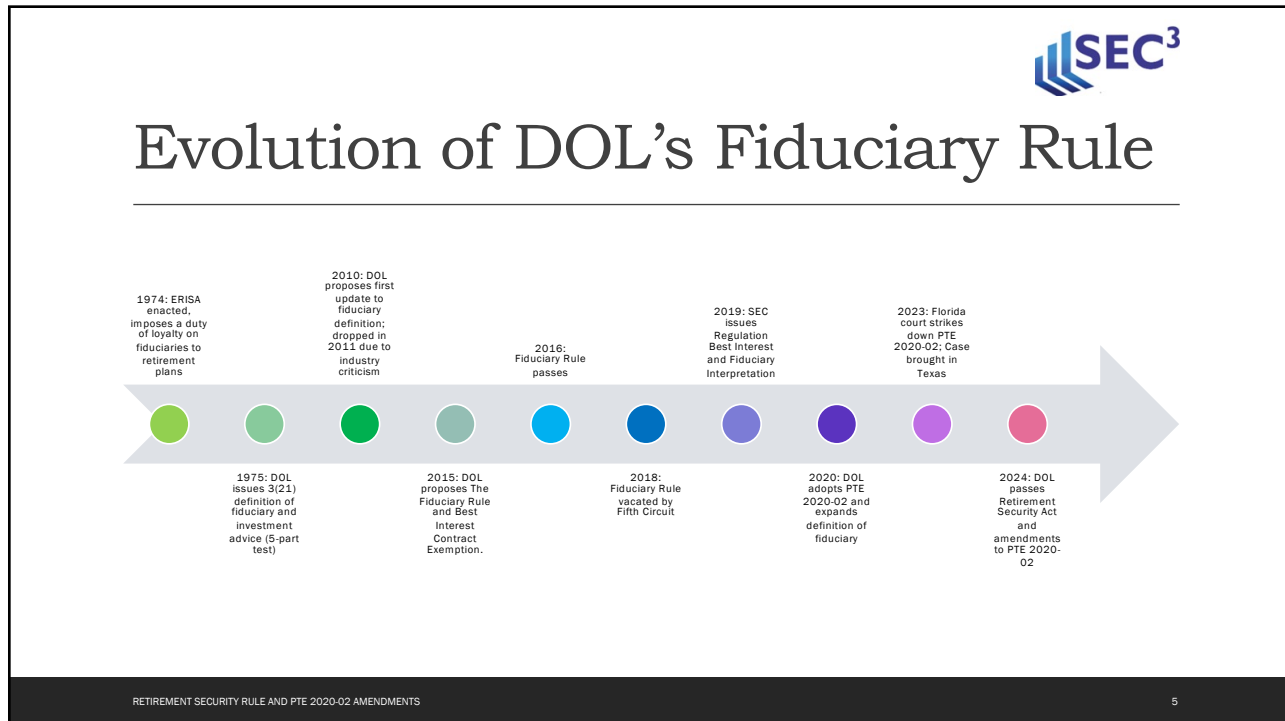 SEC3
Evolution of DOL’s Fiduciary Rule
1974: ERISA
enacted,
imposes a duty
of loyalty on
fiduciaries to
retirement
plans
1975: DOL
issues 3(21)
definition of
fiduciary and
investment
advice (5-part
test)
2010: DOL
proposes first
update to
fiduciary
definition;
dropped in
2011 due to
industry
criticism
2015: DOL
proposes The
Fiduciary Rule
and Best
Interest
Contract
Exemption.
2016:
Fiduciary Rule
passes
2018:
Fiduciary Rule
vacated by
Fifth Circuit
2019: SEC
issues
Regulation
Best Interest
and Fiduciary
Interpretation
2020: DOL
adopts PTE
2020-02 and
expands
definition of
fiduciary
2023: Florida
court strikes
down PTE
2020-02; Case
brought in
Texas
2024: DOL
passes
Retirement
Security Act
and
amendments
to PTE 2020-
02
RETIREMENT SECURITY RULE AND PTE 2020-02 AMENDMENTS
5